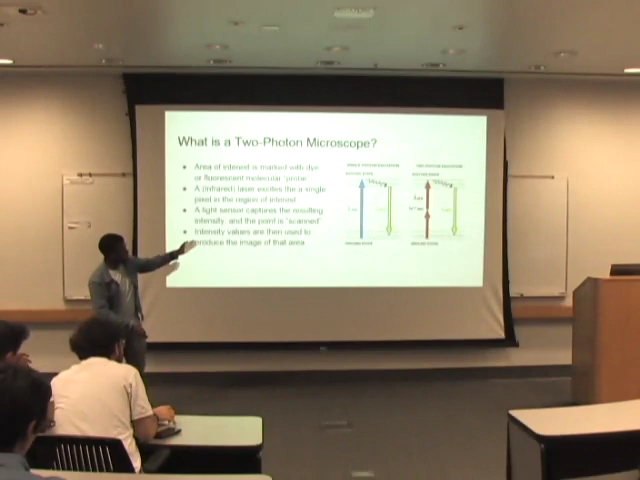 What is a Two-Photon Microscope?
Area of interest is marked with dye
or fluorescent molecular "probe"
A (infrared) laser excites the a single
pixel in the region of interest
A light sensor captures the resulting
intensity, and the point is "scanned"
Intensity values are then used to
produce the image of that area